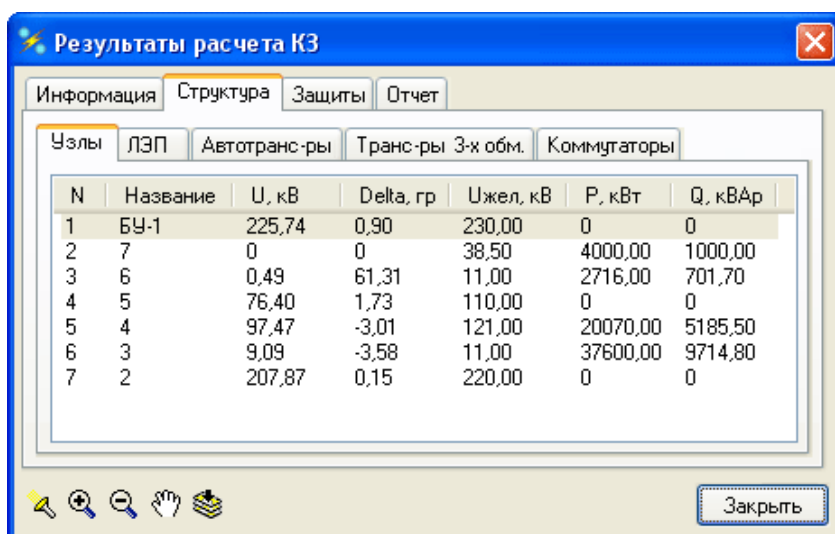 Результаты расчета КЗ
Информация Структура Защиты Отчет
Узлы ЛЭП Автотранс-ры Транс-ры 3-х обм. Коммутаторы
N Название U, кВ Delta, гр Uжел, кВ P, кВт Q, кВАр
1 БУ-1 225,74 0,90 230,00 0 0
2 7 0 0 38,50 4000,00 1000,00
3 6 0,49 61,31 11,00 2716,00 701,70
4 5 76,40 1,73 110,00 0 0
5 4 97,47 -3,01 121,00 20070,00 5185,50
6 3 9,09 -3,58 11,00 37600,00 9714,80
7 2 207,87 0,15 220,00 0 0
Закрыть